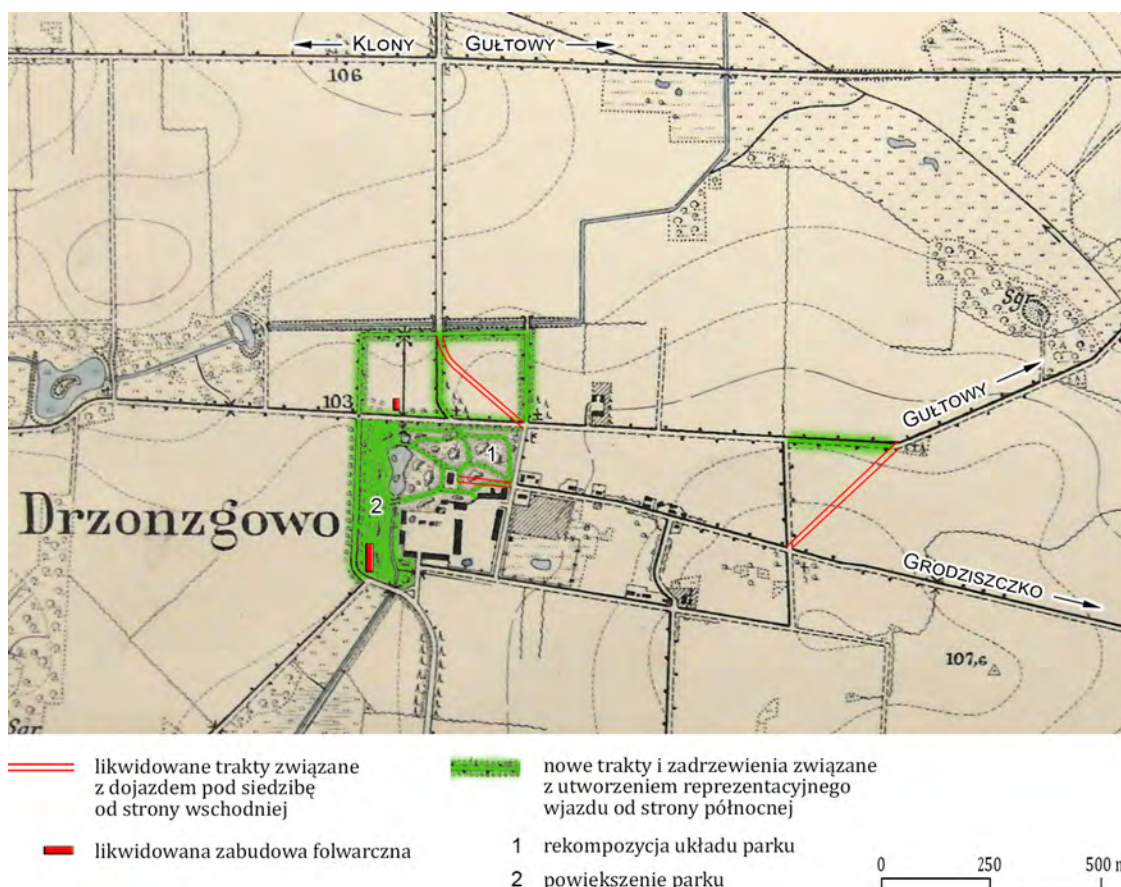 KLONY
GUŁTOWY
106
Sgr.
103
GUŁTOWY
1
2
Drzonzgowo
GRODZISZCZKO
107,6
Sgr.
likwidowane trakty związane
z dojazdem pod siedzibę
od strony wschodniej
likwidowana zabudowa folwarczna
nowe trakty i zadrzewienia związane
z utworzeniem reprezentacyjnego
wjazdu od strony północnej
1 rekompozycja układu parku
2 powiększenie parku
0 250 500 m